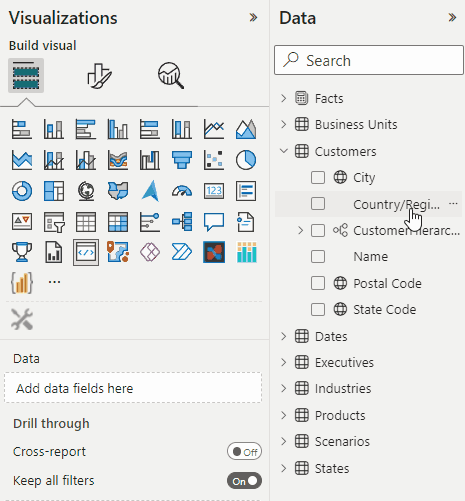 Visualizations
Build visual
123
Data
Add data fields here
Drill through
Cross-report
Off
Keep all filters
On
Data
Search
Facts
Business Units
Customers
City
Country/Regi...
Customer Hierarc...
Name
Postal Code
State Code
Dates
Executives
Industries
Products
Scenarios
States